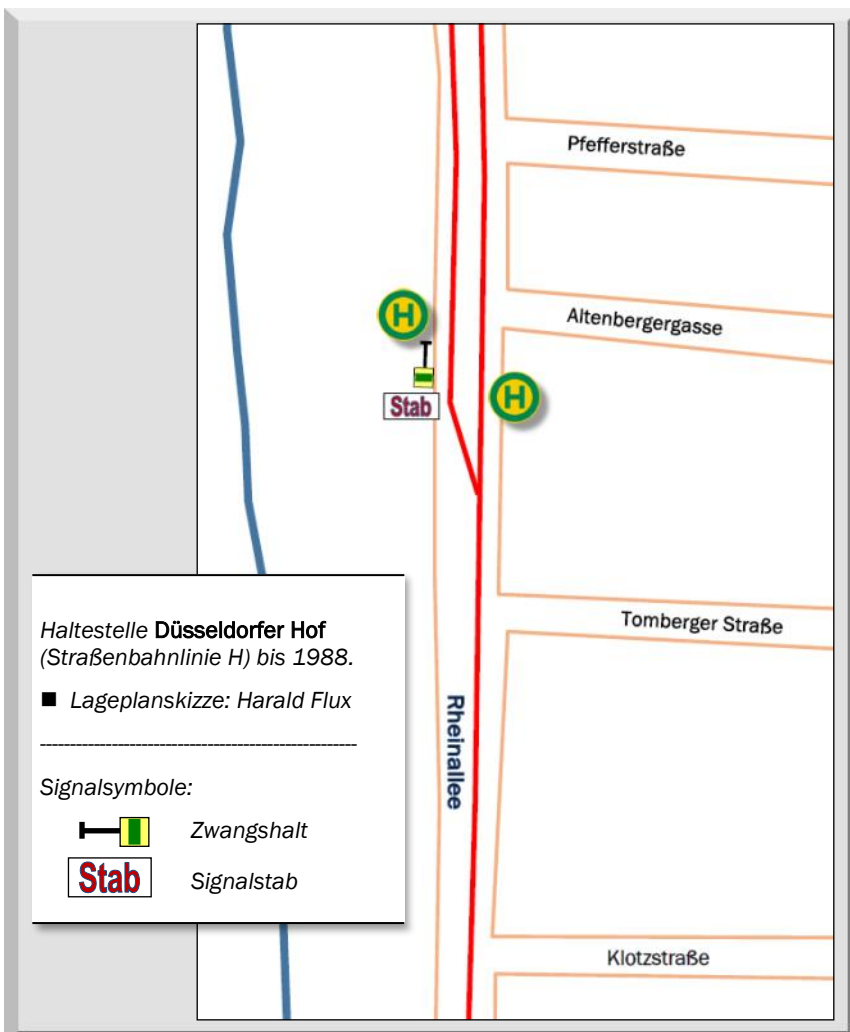 Pfefferstraße
H
Altenbergergasse
Stab
H
Haltestelle Düsseldorfer Hof
(Straßenbahnlinie H) bis 1988.
■ Lageplanskizze: Harald Flux
----------------------------------------------------
Signalsymbole:
Zwangshalt
Stab Signalstab
Tomberger Straße
Rheinallee
Klotzstraße